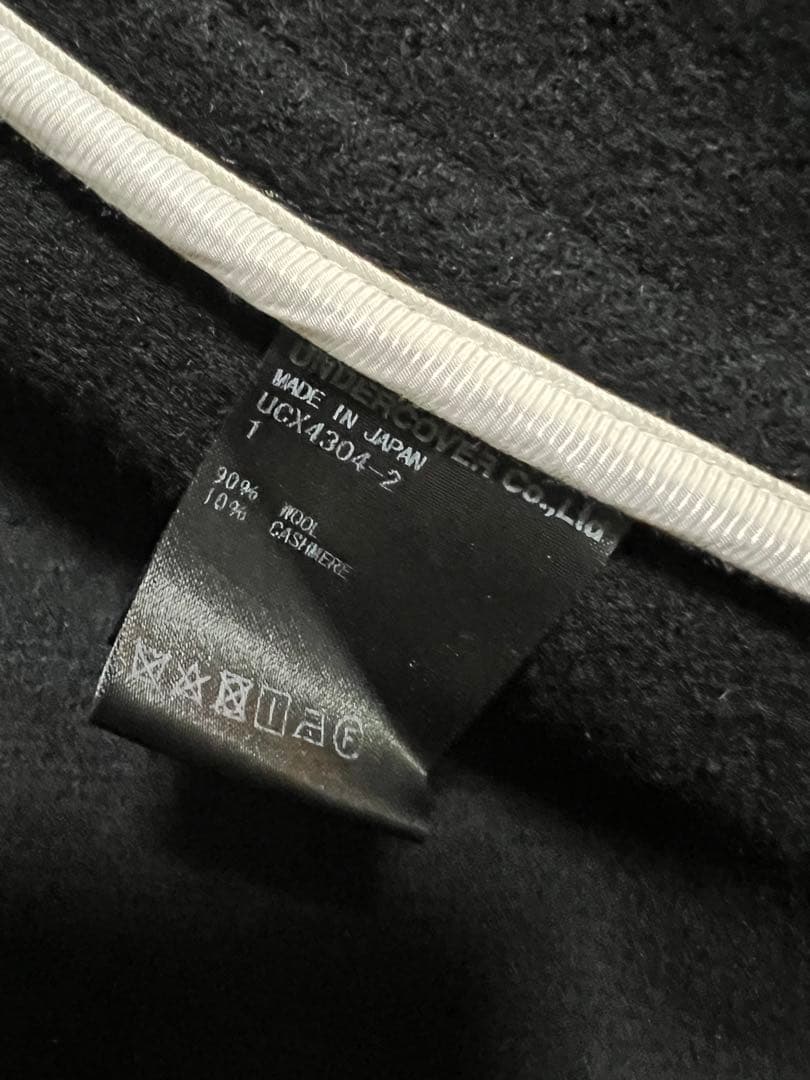 UNDERCOVER Co.,Ltd.
MADE IN JAPAN
UCX4304-2
1
90% WOOL
10% CASHMERE